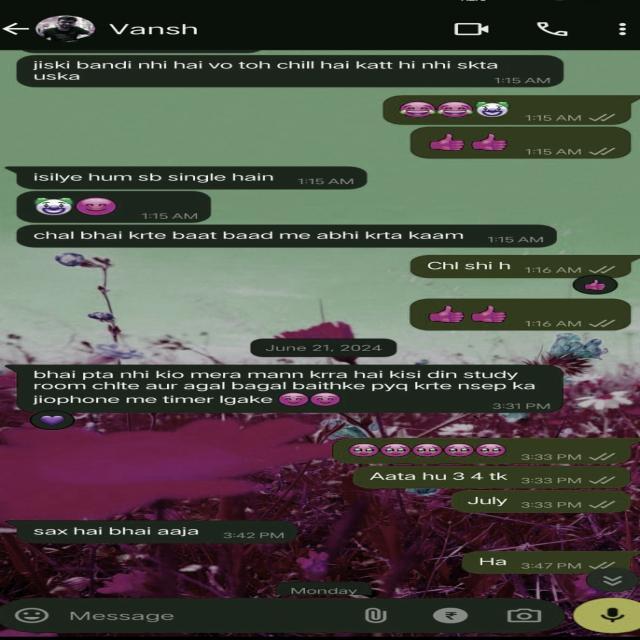 Vansh
jiski bandi nhi hai vo toh chill hai katt hi nhi skta
uska
1:15 AM
1:15 AM
1:15 AM
isilye hum sb single hain 1:15 AM
1:15 AM
chal bhai krte baat baad me abhi krta kaam 1:15 AM
Chl shi h 1:16 AM
1:16 AM
June 21, 2024
bhai pta nhi kio mera mann krra hai kisi din study
room chlte aur agal bagal baithke pyq krte nsep ka
jiophone me timer lgake
3:31 PM
3:33 PM
Aata hu 3 4 tk 3:33 PM
July 3:33 PM
sax hai bhai aaja 3:42 PM
Ha 3:47 PM
Monday
Message